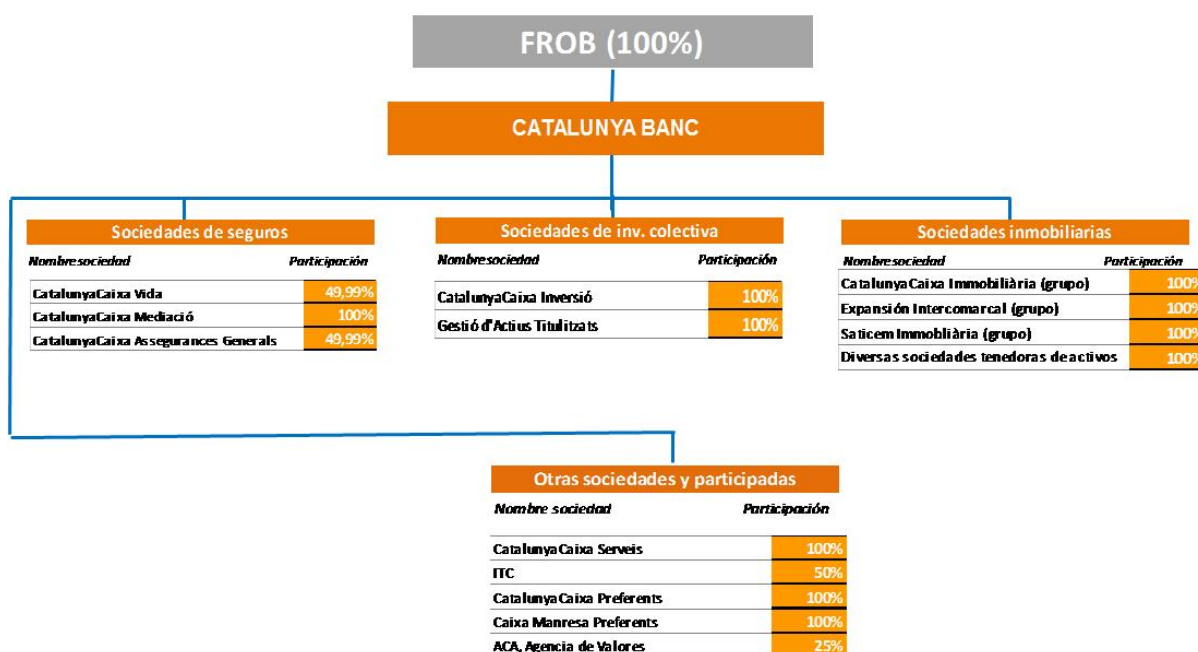 FROB (100%)
CATALUNYA BANC
Sociedades de seguros
Nombre sociedad Participación
CatalunyaCaixa Vida 49,99%
CatalunyaCaixa Mediació 100%
CatalunyaCaixa Assegurances Generals 49,99%
Sociedades de inv. colectiva
Nombre sociedad Participación
CatalunyaCaixa Inversió 100%
Gestió d'Actius Titulitzats 100%
Sociedades inmobiliarias
Nombre sociedad Participación
CatalunyaCaixa Immobiliària (grupo) 100%
Expansión Intercomarcal (grupo) 100%
Saticem Immobliària (grupo) 100%
Diversas sociedades tenedoras de activos 100%
Otras sociedades y participadas
Nombre sociedad Participación
CatalunyaCaixa Serveis 100%
ITC 50%
CatalunyaCaixa Preferents 100%
Caixa Manresa Preferents 100%
ACA, Agencia de Valores 25%